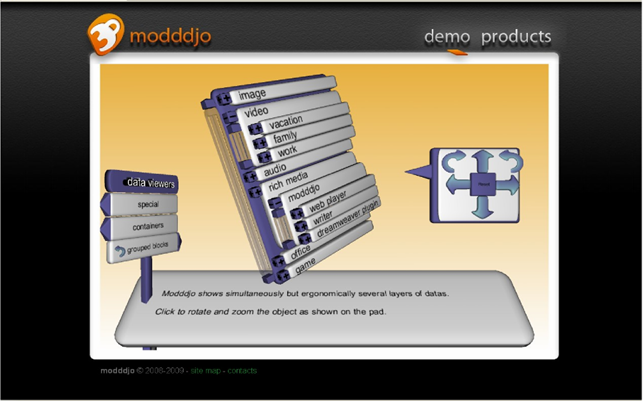 modddjo
demo products
image
video
vacation
family
work
audio
rich media
modddjo
web player
writer
dreamweaver plugin
office
game
data viewers
special
containers
grouped blocks
Modddjo shows simultaneously but ergonomically several layers of datas.
Click to rotate and zoom the object as shown on the pad.
modddjo © 2008-2009 - site map - contacts